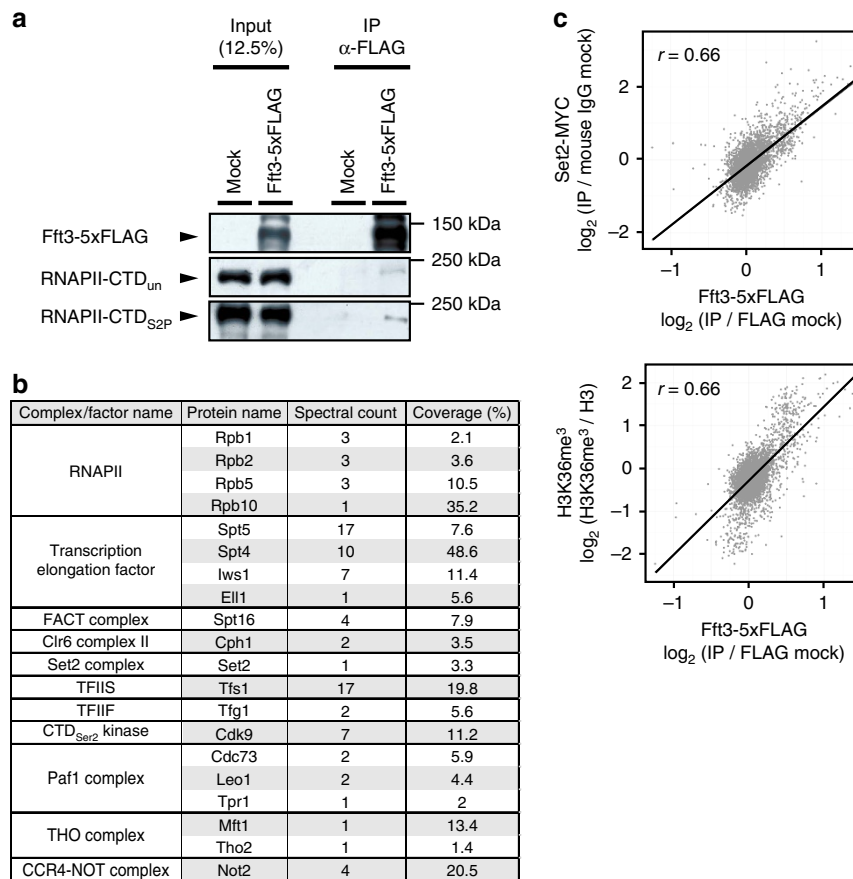 a
Input
(12.5%)
IP
α-FLAG
Mock
Fft3-5xFLAG
Mock
Fft3-5xFLAG
Fft3-5xFLAG
150 kDa
250 kDa
RNAPII-CTDun
250 kDa
RNAPII-CTDS2P
b
Complex/factor name Protein name Spectral count Coverage (%)
RNAPII
Rpb1 3 2.1
Rpb2 3 3.6
Rpb5 3 10.5
Rpb10 1 35.2
Transcription
elongation factor
Spt5 17 7.6
Spt4 10 48.6
Iws1 7 11.4
Ell1 1 5.6
FACT complex Spt16 4 7.9
Clr6 complex II Cph1 2 3.5
Set2 complex Set2 1 3.3
TFIIS Tfs1 17 19.8
TFIIF Tfg1 2 5.6
CTDSer2 kinase Cdk9 7 11.2
Paf1 complex
Cdc73 2 5.9
Leo1 2 4.4
Tpr1 1 2
THO complex
Mft1 1 13.4
Tho2 1 1.4
CCR4-NOT complex Not2 4 20.5
c
r = 0.66
Set2-MYC
log2 (IP / mouse IgG mock)
2
0
−2
−1 0 1
Fft3-5xFLAG
log2 (IP / FLAG mock)
r = 0.66
H3K36me3
log2 (H3K36me3 / H3)
2
1
0
−1
−2
−1 0 1
Fft3-5xFLAG
log2 (IP / FLAG mock)